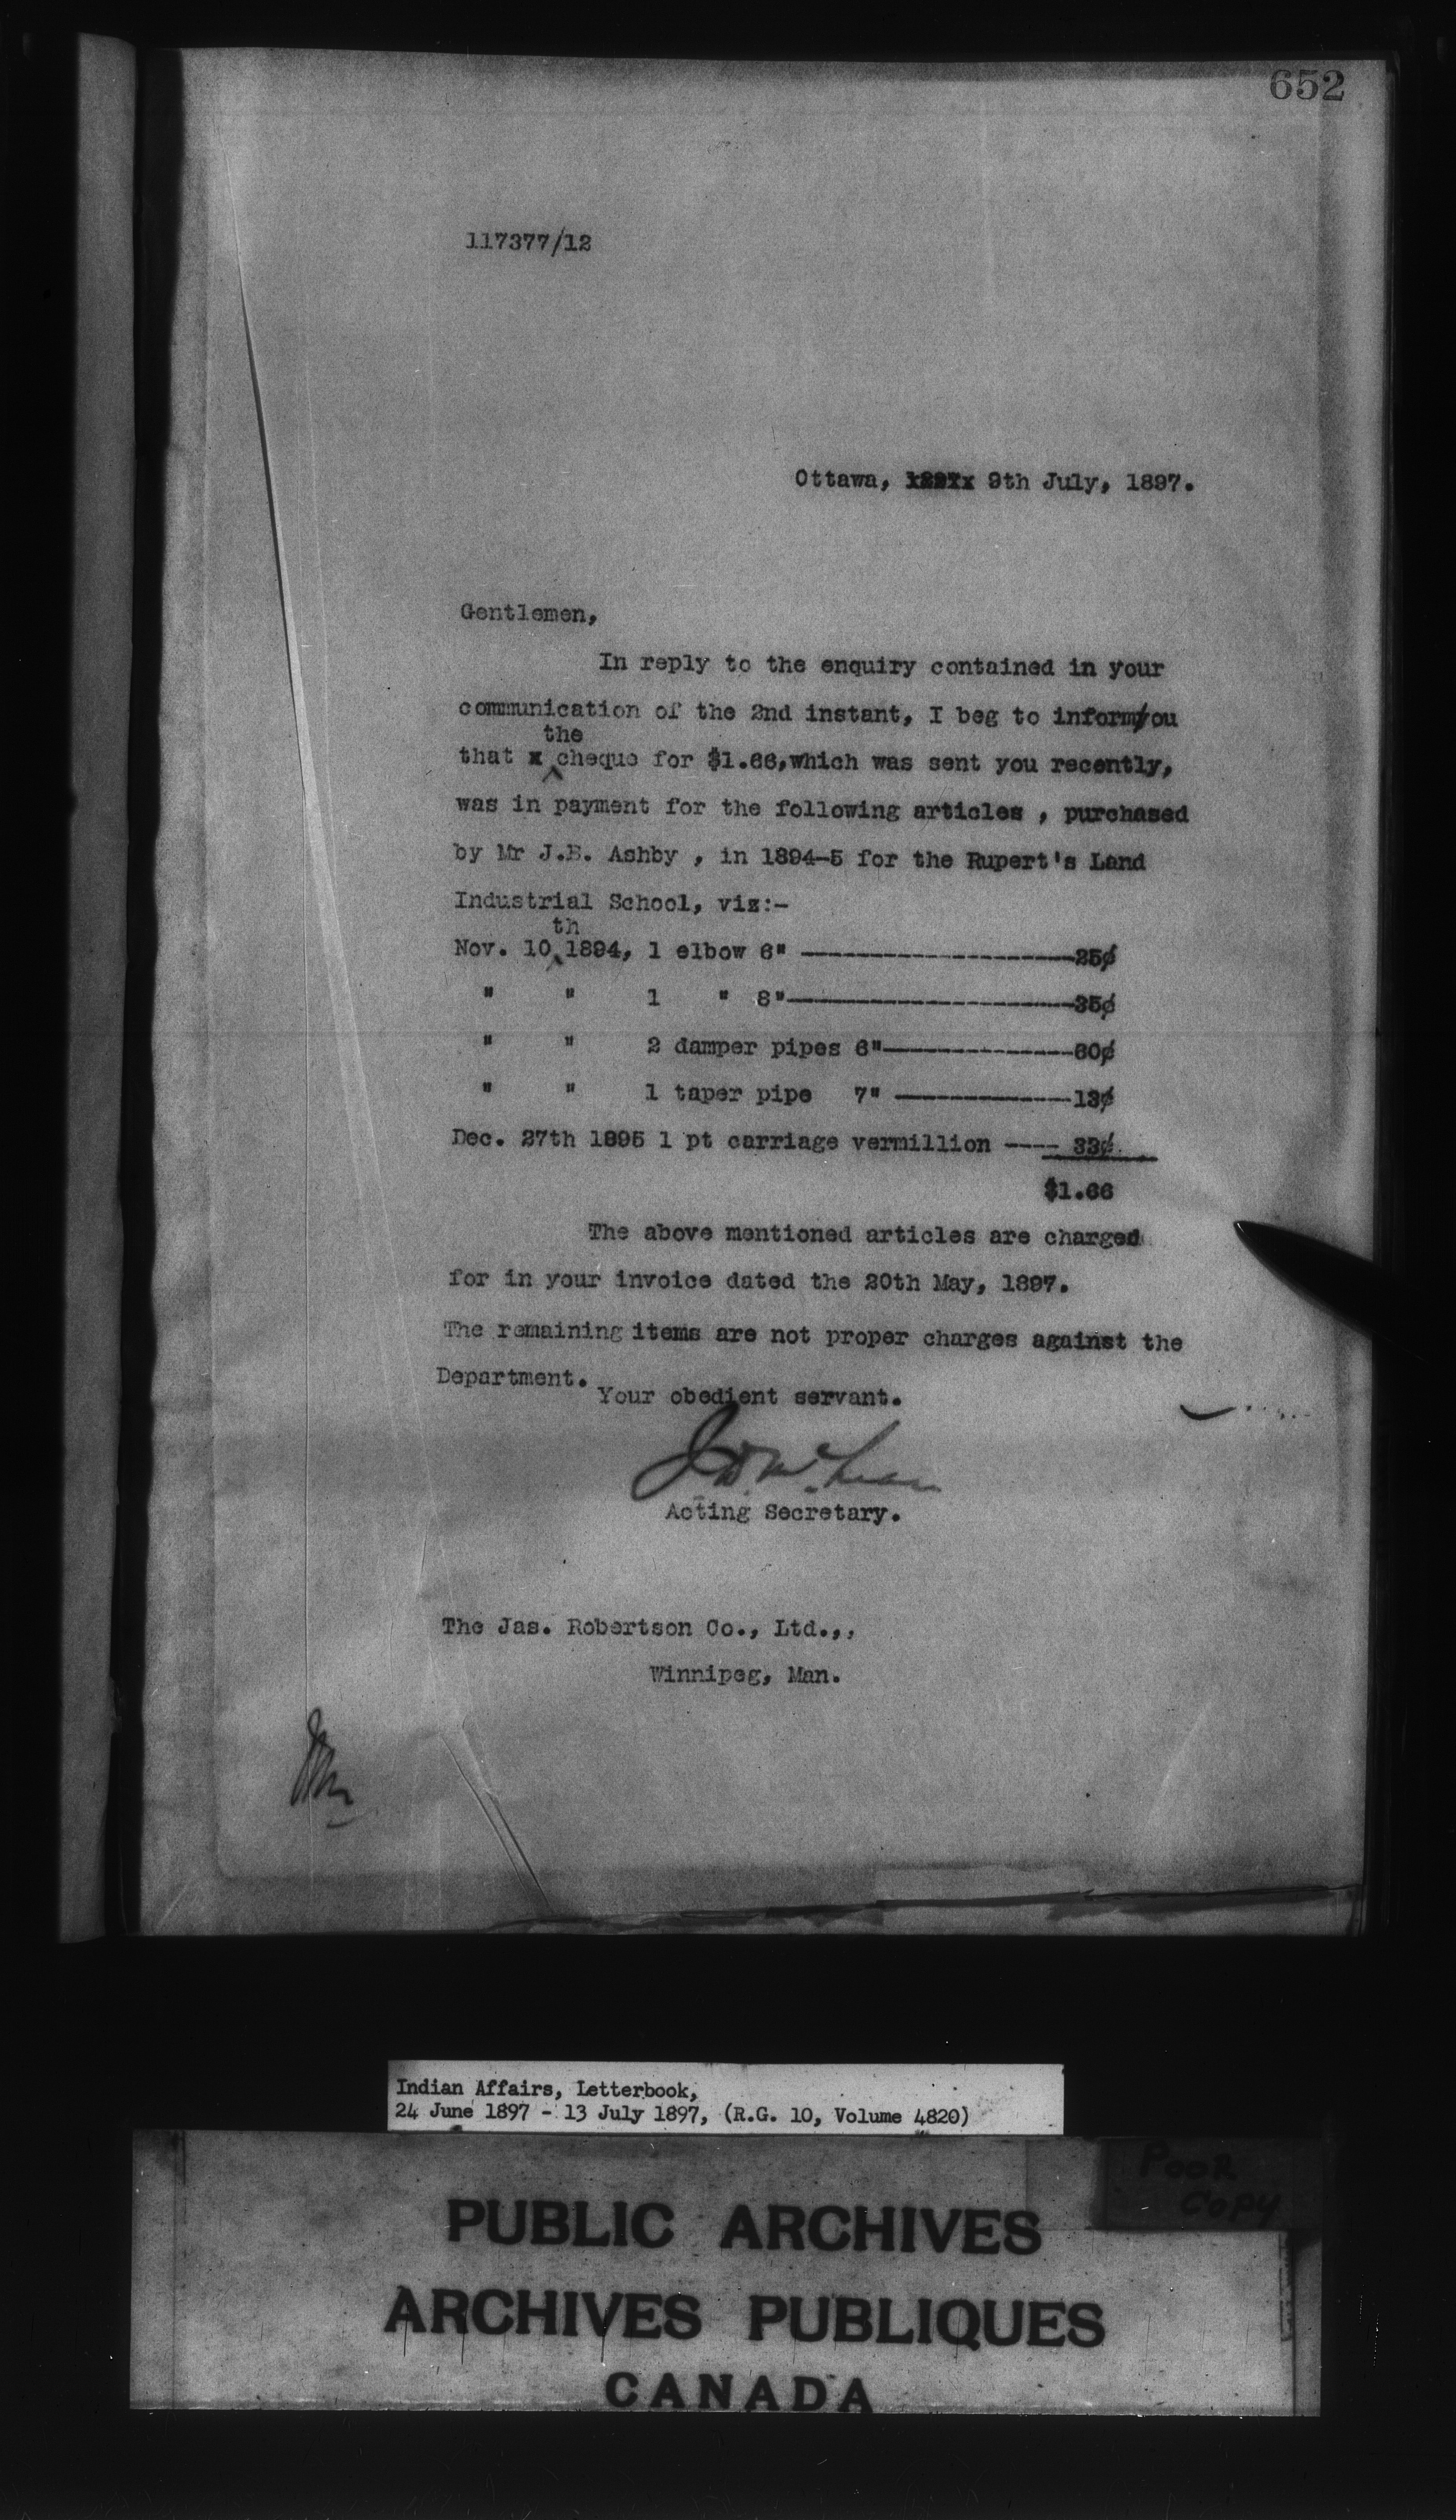 652
117377/12
Ottawa, 9th July, 1897.
Gentlemen,
In reply to the enquiry contained in your
communication of the 2nd instant, I beg to inform/you
the
that x cheque for $1.66,which was sent you recently,
was in payment for the following articles , purchased
by Mr J.B. Ashby , in 1894-5 for the Rupert's Land
Industrial School, viz:-
th
Nov. 10 1894, 1 elbow 6" ---------------------25¢
" " 1 " 8"---------------------35¢
" " 2 damper pipes 6"--------------60¢
" " 1 taper pipe 7" -------------13¢
Dec. 27th 1895 1 pt carriage vermillion ---- 33¢
$1.66
The above mentioned articles are charged
for in your invoice dated the 20th May, 1897.
The remaining items are not proper charges against the
Department.
Your obedient servant.
J D McLean
Acting Secretary.
The Jas. Robertson Co., Ltd.,,
Winnipeg, Man.
Indian Affairs, Letterbook,
24 June 1897 - 13 July 1897, (R.G. 10, Volume 4820)
Poor
Copy
PUBLIC ARCHIVES
ARCHIVES PUBLIQUES
CANADA